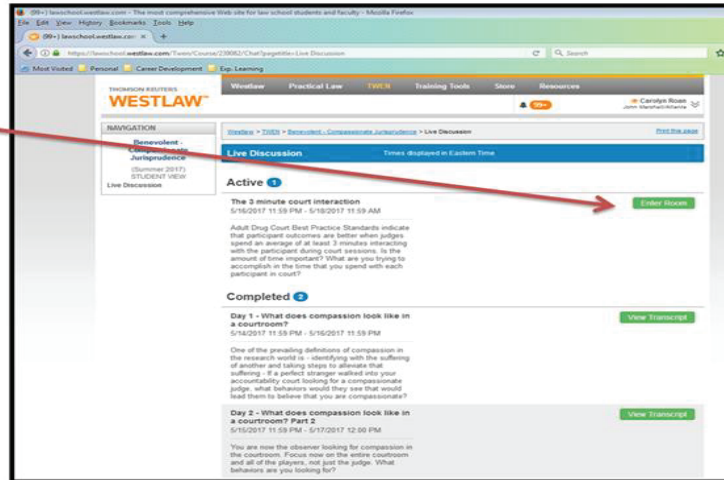 (99+) lawschool.westlaw.com - The most comprehensive Web site for law school students and faculty - Mozilla Firefox
File Edit View History Bookmarks Tools Help
(99+) lawschool.westlaw.com × +
https://lawschool.westlaw.com/Twen/Course/239062/Chat?pagetitle=Live Discussion
Search
Most Visited Personal Career Development Exp. Learning
THOMSON REUTERS
WESTLAW
Westlaw Practical Law TWEN Training Tools Store Resources
99+
Carolyn Roan
John Marshall/Atlanta
NAVIGATION
Benevolent -
Compassionate
Jurisprudence
(Summer 2017)
STUDENT VIEW
Live Discussion
Westlaw > TWEN > Benevolent - Compassionate Jurisprudence > Live Discussion
Print this page
Live Discussion Times displayed in Eastern Time
Active 1
The 3 minute court interaction
5/16/2017 11:59 PM - 5/18/2017 11:59 AM
Enter Room
Adult Drug Court Best Practice Standards indicate
that participant outcomes are better when judges
spend an average of at least 3 minutes interacting
with the participant during court sessions. Is the
amount of time important? What are you trying to
accomplish in the time that you spend with each
participant in court?
Completed 2
Day 1 - What does compassion look like in
a courtroom?
5/14/2017 11:59 PM - 5/16/2017 11:59 PM
View Transcript
One of the prevailing definitions of compassion in
the research world is - identifying with the suffering
of another and taking steps to alleviate that
suffering - If a perfect stranger walked into your
accountability court looking for a compassionate
judge, what behaviors would they see that would
lead them to believe that you are compassionate?
Day 2 - What does compassion look like in
a courtroom? Part 2
5/15/2017 11:59 PM - 5/17/2017 12:00 PM
View Transcript
You are now the observer looking for compassion in
the courtroom. Focus now on the entire courtroom
and all of the players, not just the judge. What
behaviors are you looking for?